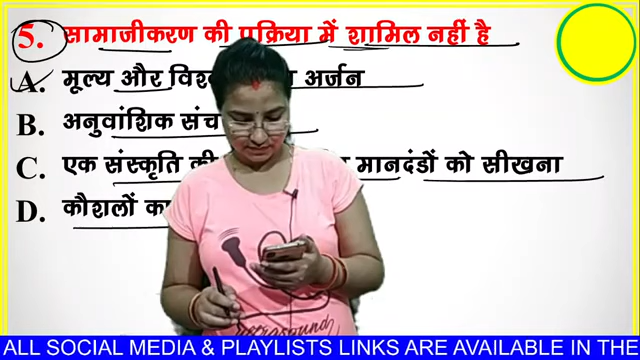 5. सामाजीकरण की प्रक्रिया में शामिल नहीं है
A. मूल्य और अर्जन
B. अनुवांशिक
C. एक संस्कृति की मानदंडों को सीखना
D. कौशलों
ALL SOCIAL MEDIA & PLAYLISTS LINKS ARE AVAILABLE IN THE